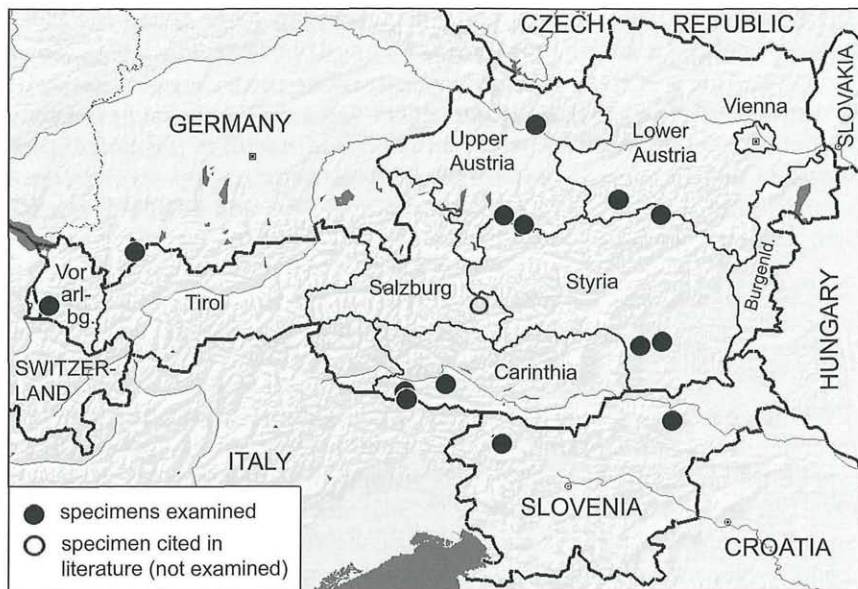 CZECH REPUBLIC
SLOVAKIA
GERMANY
Vienna
Upper
Austria
Lower
Austria
Vor
arl-
bg.
Tirol
Salzburg
Styria
Burgenld.
HUNGARY
SWITZER-
LAND
Carinthia
ITALY
SLOVENIA
CROATIA
specimens examined
specimen cited in
literature (not examined)